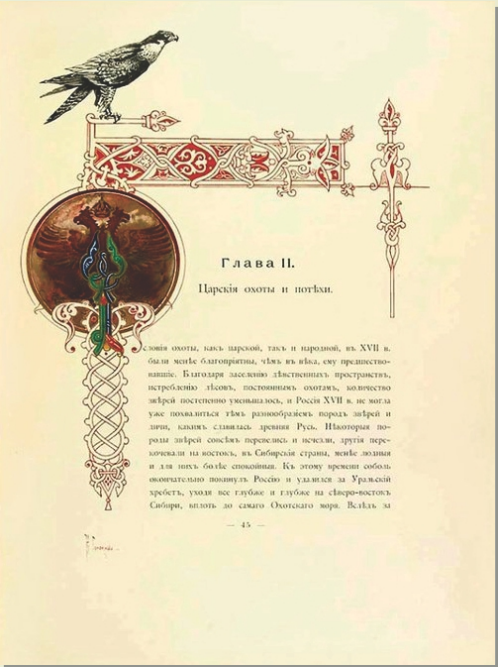 Глава II.
Царскія охоты и потѣхи.
Условія охоты, какъ царской, такъ и народной, въ XVII в.
были менѣе благопріятны, чѣмъ въ вѣка, ему предшество-
вавшіе. Благодаря заселенію дѣвственныхъ пространствъ,
истребленію лѣсовъ, постояннымъ охотамъ, количество
звѣрей постепенно уменьшалось, и Россія XVII в. не могла
уже похвалиться тѣмъ разнообразіемъ породъ звѣрей и
дичи, какимъ славилась древняя Русь. Нѣкоторыя по-
роды звѣрей совсѣмъ перевелись и исчезли, другія пере-
кочевали на востокъ, въ Сибирскія страны, менѣе людныя
и для нихъ болѣе спокойныя. Къ этому времени соболь
окончательно покинулъ Россію и удалился за Уральскій
хребетъ, уходя все глубже и глубже на сѣверо-востокъ
Сибири, вплоть до самаго Охотскаго моря. Вслѣдъ за
— 45 —